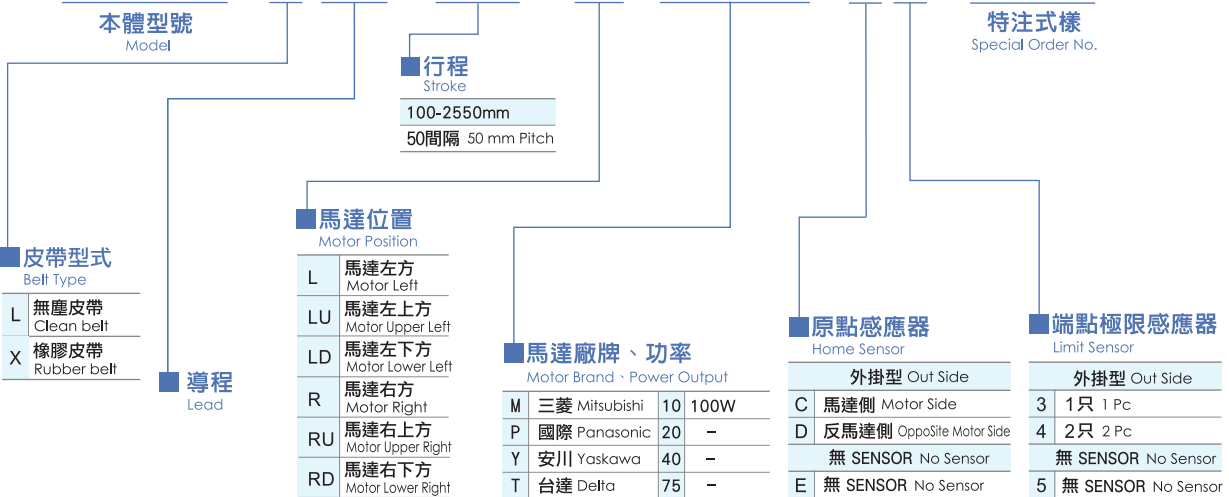 本體型號
Model
特注式樣
Special Order No.
行程
Stroke
100-2550mm
50間隔 50 mm Pitch
馬達位置
Motor Position
L 馬達左方
Motor Left
LU 馬達左上方
Motor Upper Left
LD 馬達左下方
Motor Lower Left
R 馬達右方
Motor Right
RU 馬達右上方
Motor Upper Right
RD 馬達右下方
Motor Lower Right
皮帶型式
Belt Type
L 無塵皮帶
Clean belt
X 橡膠皮帶
Rubber belt
導程
Lead
馬達廠牌、功率
Motor Brand、Power Output
M 三菱 Mitsubishi 10 100W
P 國際 Panasonic 20 –
Y 安川 Yaskawa 40 –
T 台達 Delta 75 –
原點感應器
Home Sensor
外掛型 Out Side
C 馬達側 Motor Side
D 反馬達側 OppoSite Motor Side
無 SENSOR No Sensor
E 無 SENSOR No Sensor
端點極限感應器
Limit Sensor
外掛型 Out Side
3 1只 1 Pc
4 2只 2 Pc
無 SENSOR No Sensor
5 無 SENSOR No Sensor